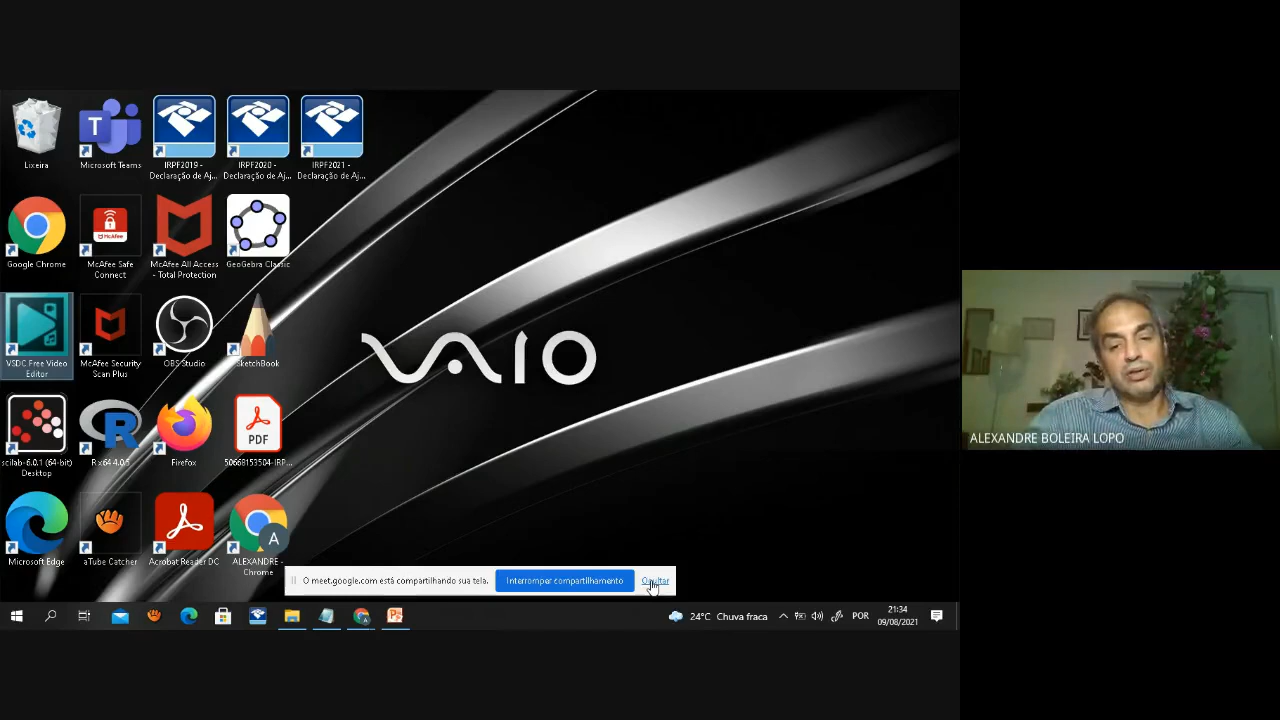 Lixeira
Microsoft Teams
IRPF2019 -
Declaração de Aj...
IRPF2020 -
Declaração de Aj...
IRPF2021 -
Declaração de Aj...
Google Chrome
McAfee
McAfee Safe
Connect
McAfee All Access
- Total Protection
GeoGebra Classic
VSDC Free Video
Editor
McAfee Security
Scan Plus
OBS Studio
SketchBook
VAIO
scilab-6.0.1 (64-bit)
Desktop
R x64 4.0.5
Firefox
PDF
50668153504-IRP...
ALEXANDRE BOLEIRA LOPO
Microsoft Edge
aTube Catcher
Acrobat Reader DC
A
ALEXANDRE -
Chrome
O meet.google.com está compartilhando sua tela.
Interromper compartilhamento
Ocultar
24°C Chuva fraca
POR
21:34
09/08/2021